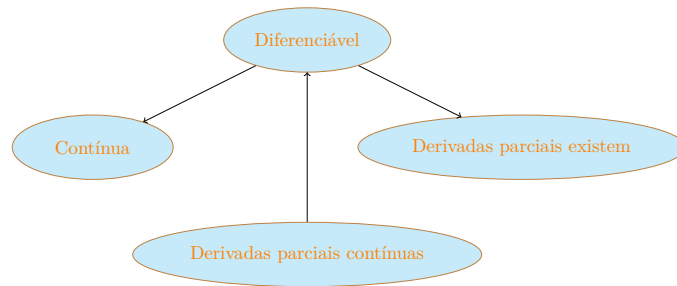 Diferenciável
Contínua
Derivadas parciais existem
Derivadas parciais contínuas